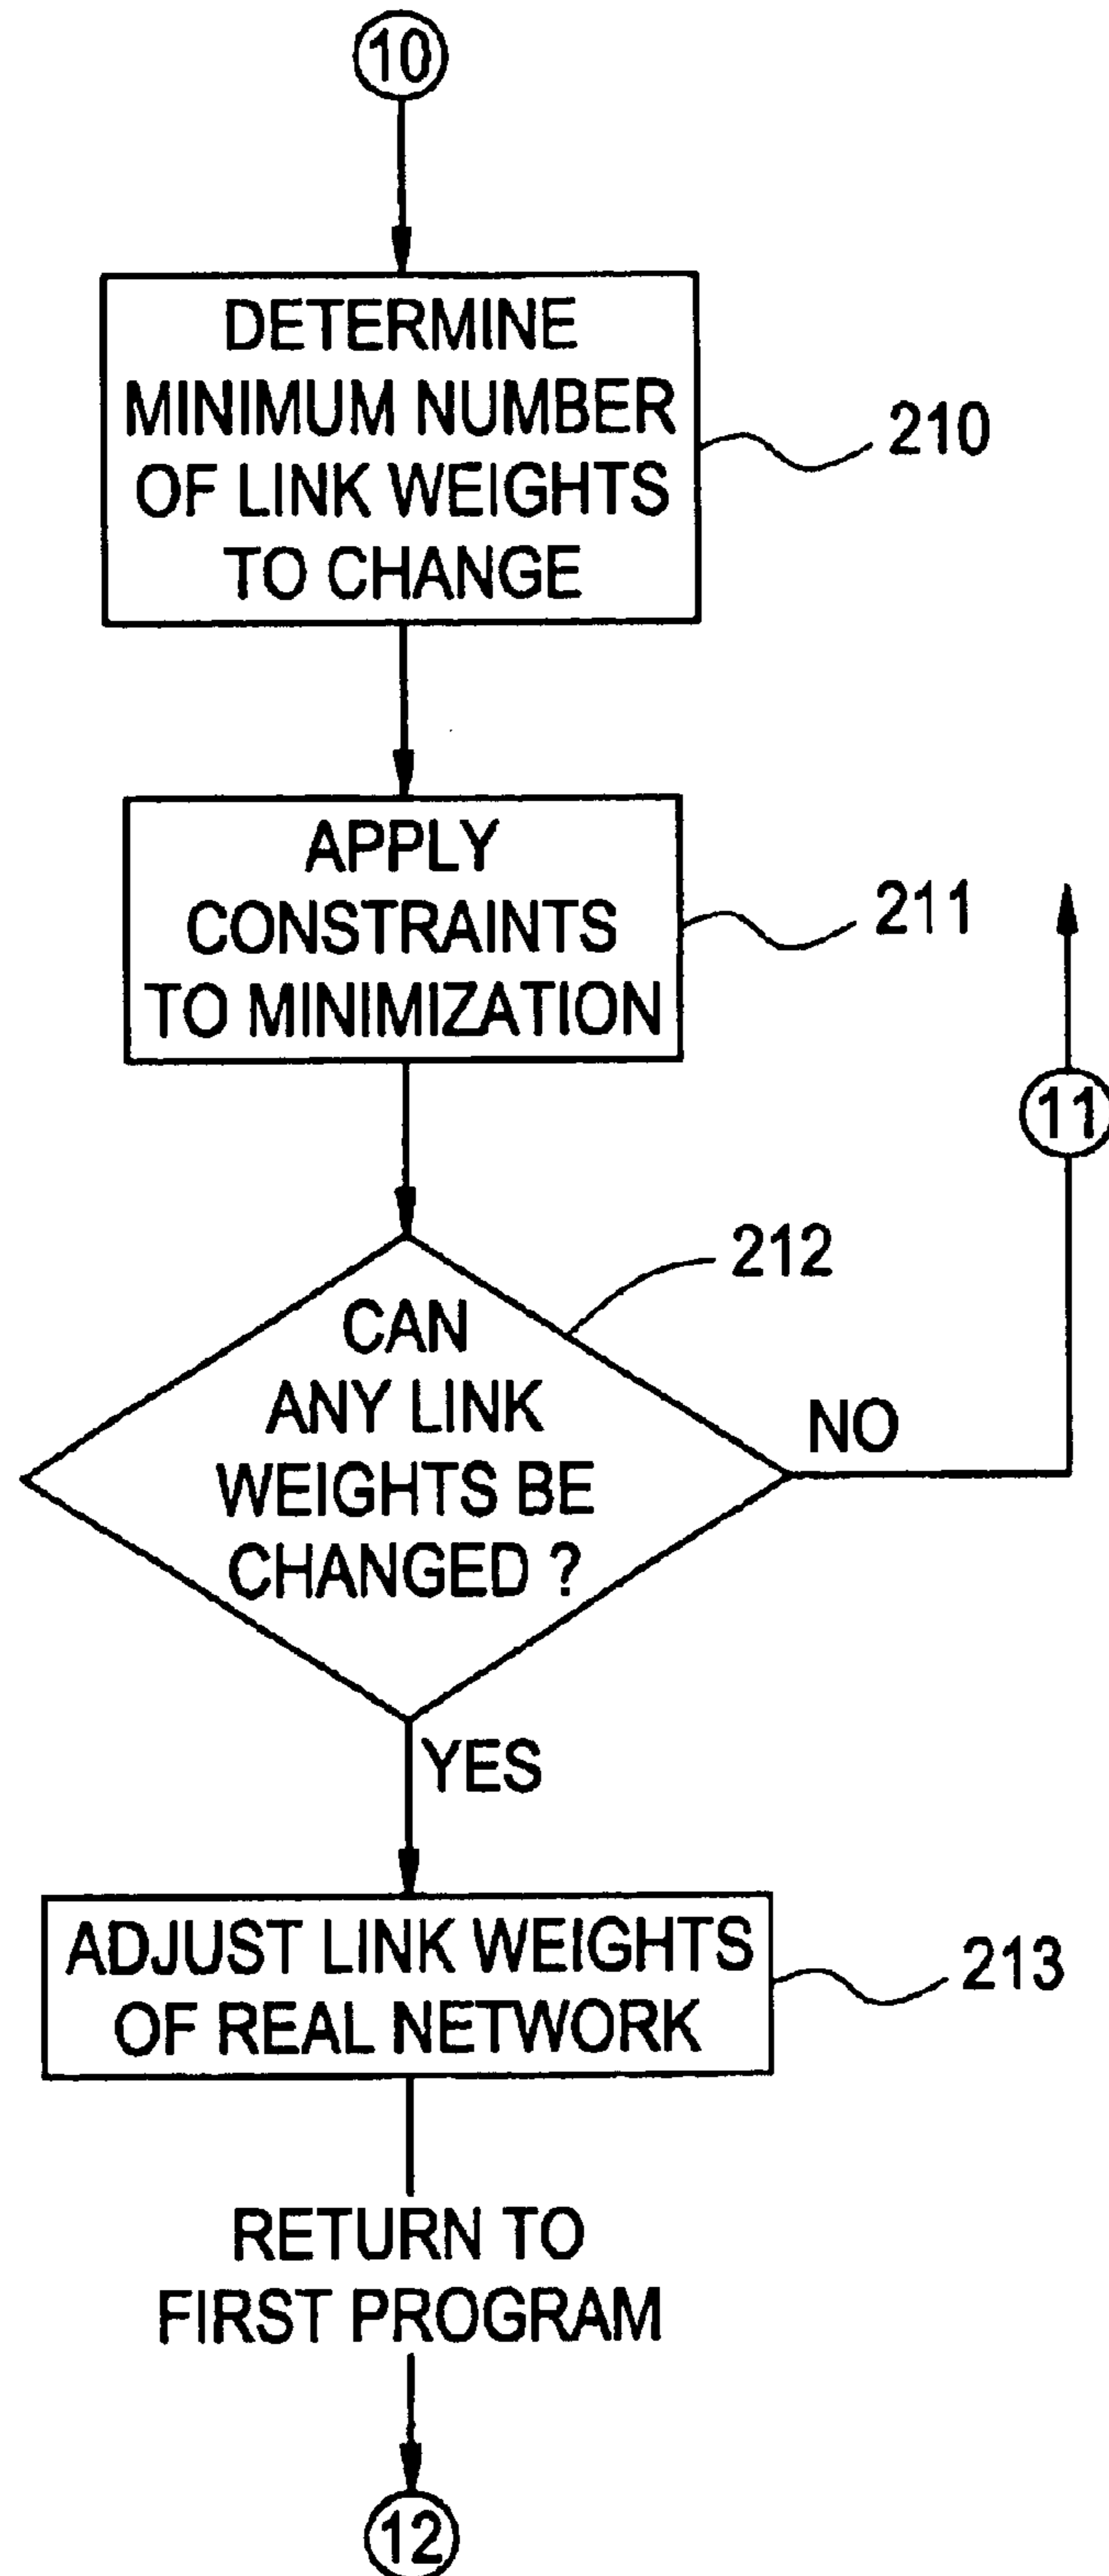 10
DETERMINE
MINIMUM NUMBER
OF LINK WEIGHTS
TO CHANGE
210
APPLY
CONSTRAINTS
TO MINIMIZATION
211
11
212
CAN
ANY LINK
WEIGHTS BE
CHANGED ?
NO
YES
ADJUST LINK WEIGHTS
OF REAL NETWORK
213
RETURN TO
FIRST PROGRAM
12